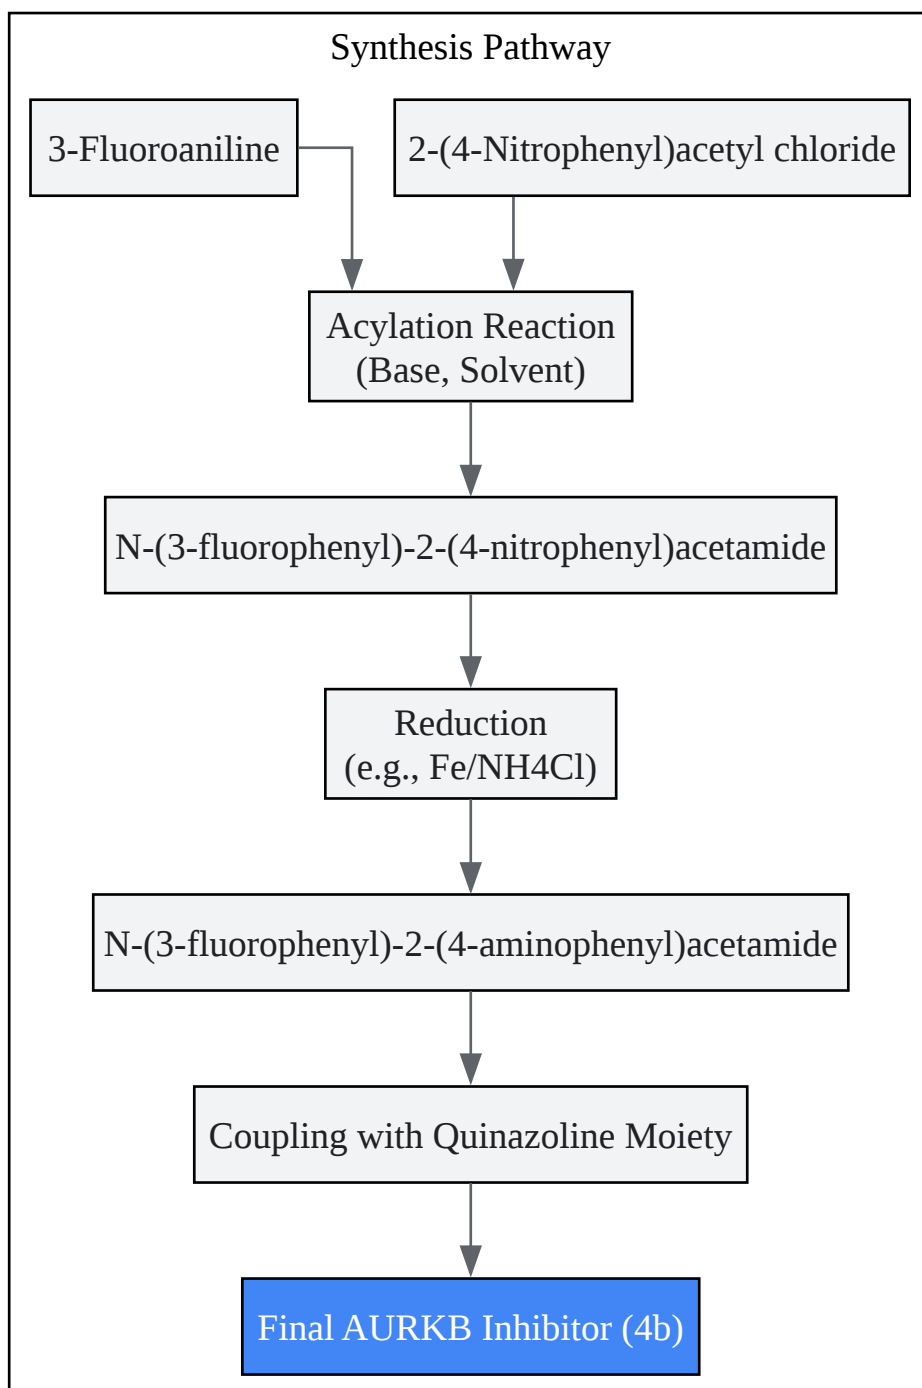 Synthesis Pathway
3-Fluoroaniline
2-(4-Nitrophenyl)acetyl chloride
Acylation Reaction
(Base, Solvent)
N-(3-fluorophenyl)-2-(4-nitrophenyl)acetamide
Reduction
(e.g., Fe/NH4Cl)
N-(3-fluorophenyl)-2-(4-aminophenyl)acetamide
Coupling with Quinazoline Moiety
Final AURKB Inhibitor (4b)